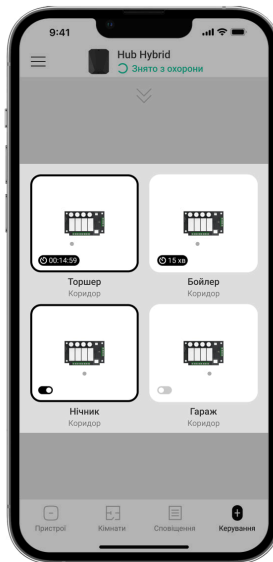 9:41
Hub Hybrid
Знято з охорони
00:14:59
15 хв
Торшер
Коридор
Бойлер
Коридор
Нічник
Коридор
Гараж
Коридор
Пристрої
Кімнати
Сповіщення
Керування